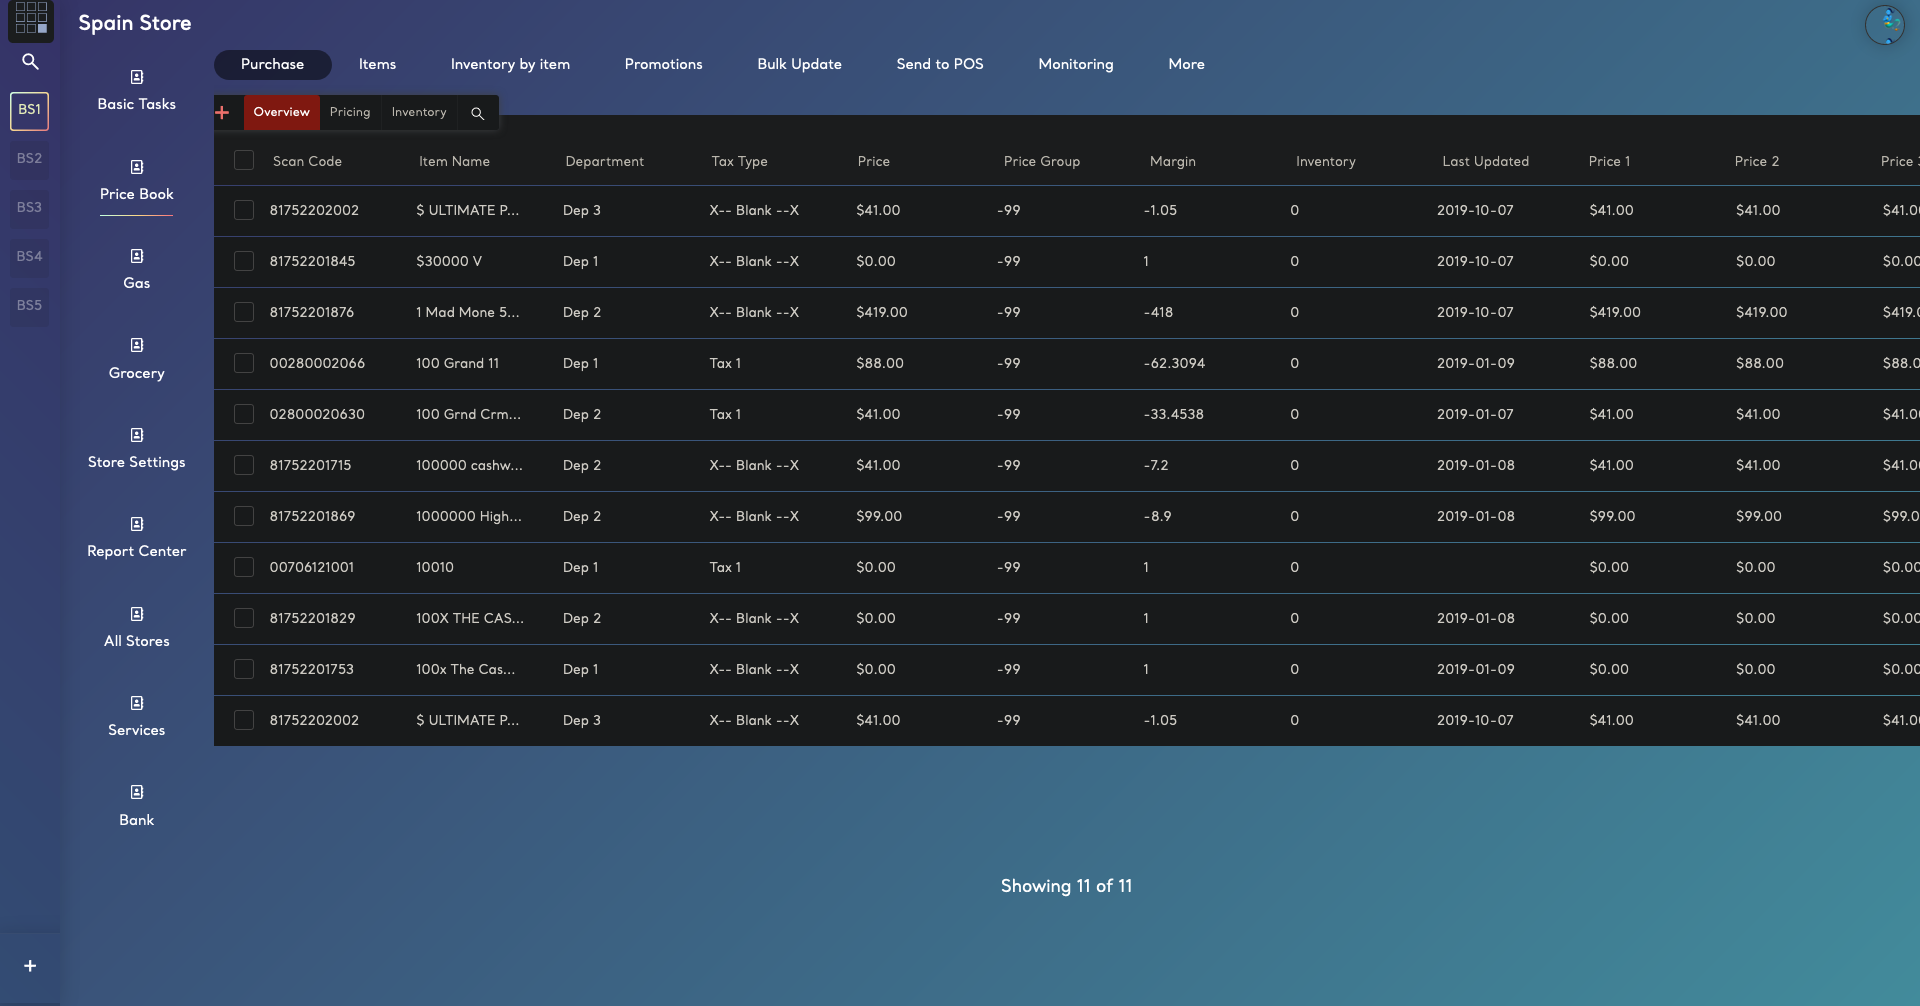 Spain Store
BS1
BS2
BS3
BS4
BS5
Basic Tasks
Price Book
Gas
Grocery
Store Settings
Report Center
All Stores
Services
Bank
Purchase Items Inventory by item Promotions Bulk Update Send to POS Monitoring More
+ Overview Pricing Inventory
Scan Code Item Name Department Tax Type Price Price Group Margin Inventory Last Updated Price 1 Price 2 Price 3
81752202002 $ ULTIMATE P... Dep 3 X-- Blank --X $41.00 -99 -1.05 0 2019-10-07 $41.00 $41.00 $41.00
81752201845 $30000 V Dep 1 X-- Blank --X $0.00 -99 1 0 2019-10-07 $0.00 $0.00 $0.00
81752201876 1 Mad Mone 5... Dep 2 X-- Blank --X $419.00 -99 -418 0 2019-10-07 $419.00 $419.00 $419.0
00280002066 100 Grand 11 Dep 1 Tax 1 $88.00 -99 -62.3094 0 2019-01-09 $88.00 $88.00 $88.0
02800020630 100 Grnd Crm... Dep 2 Tax 1 $41.00 -99 -33.4538 0 2019-01-07 $41.00 $41.00 $41.00
81752201715 100000 cashw... Dep 2 X-- Blank --X $41.00 -99 -7.2 0 2019-01-08 $41.00 $41.00 $41.00
81752201869 1000000 High... Dep 2 X-- Blank --X $99.00 -99 -8.9 0 2019-01-08 $99.00 $99.00 $99.0
00706121001 10010 Dep 1 Tax 1 $0.00 -99 1 0 $0.00 $0.00 $0.00
81752201829 100X THE CAS... Dep 2 X-- Blank --X $0.00 -99 1 0 2019-01-08 $0.00 $0.00 $0.00
81752201753 100x The Cas... Dep 1 X-- Blank --X $0.00 -99 1 0 2019-01-09 $0.00 $0.00 $0.00
81752202002 $ ULTIMATE P... Dep 3 X-- Blank --X $41.00 -99 -1.05 0 2019-10-07 $41.00 $41.00 $41.00
Showing 11 of 11
+